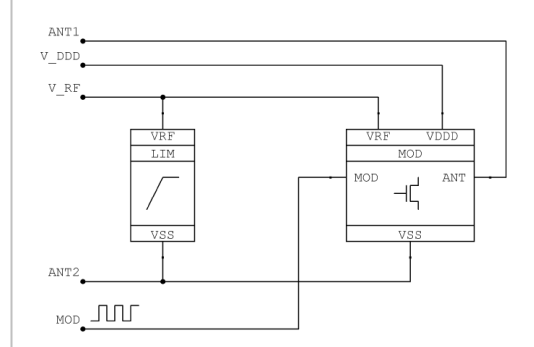 ANT1
V_DDD
V_RF
VRF
LIM
VSS
VRF VDDD
MOD
MOD ANT
VSS
ANT2
MOD